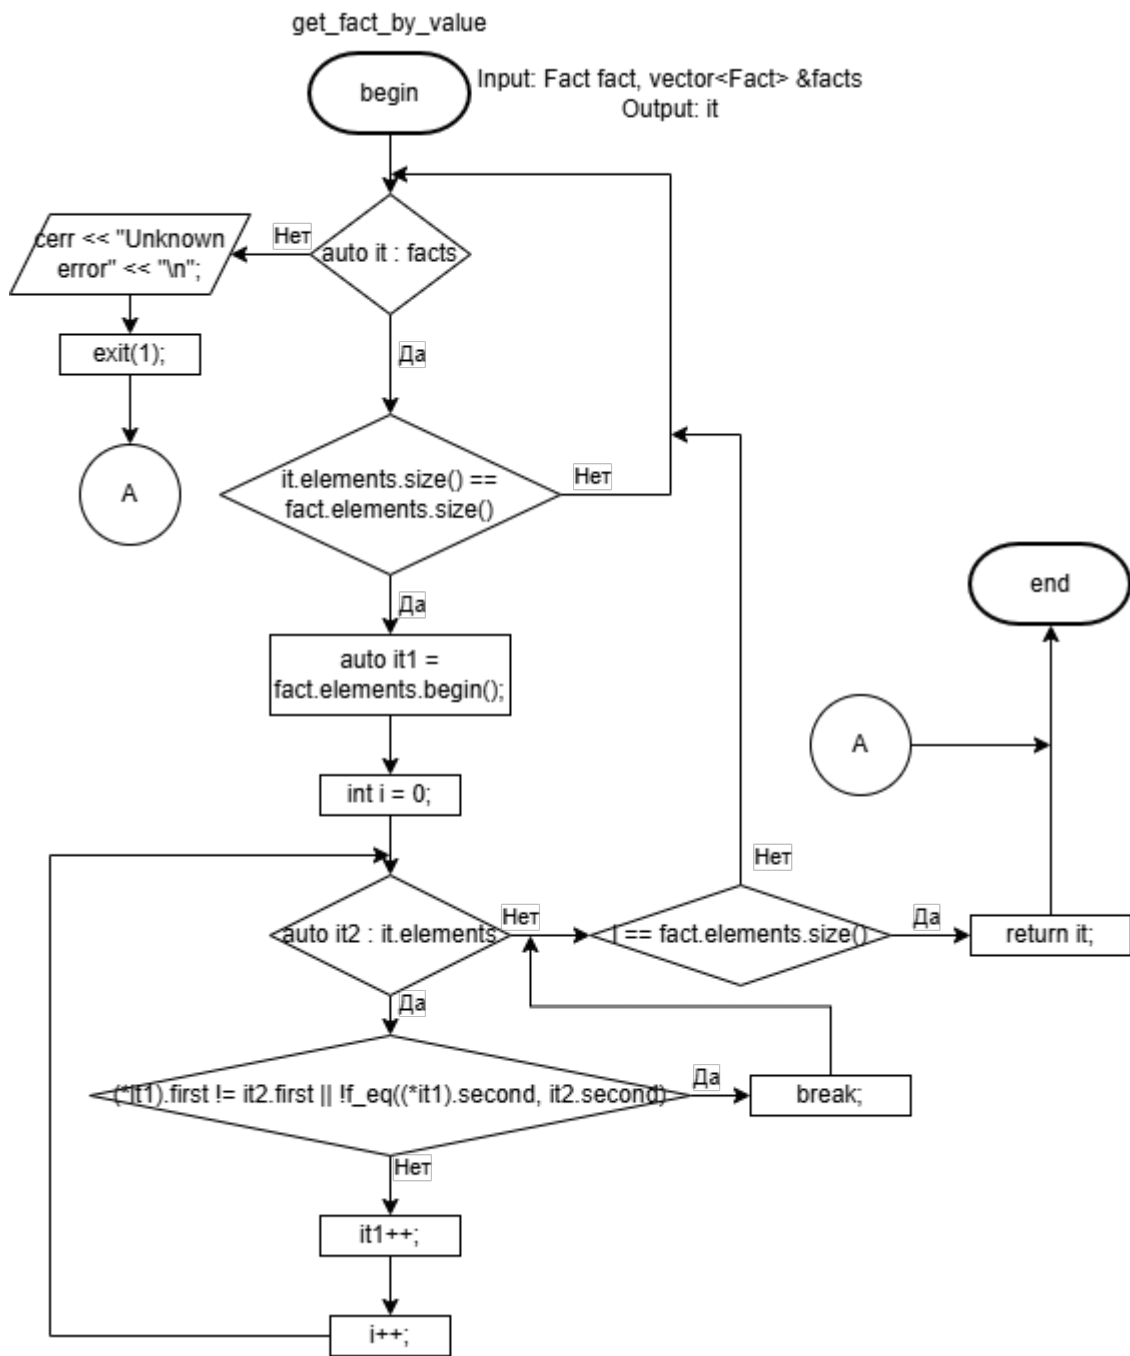 get_fact_by_value
begin
Input: Fact fact, vector<Fact> &facts
Output: it
cerr << "Unknown
error" << "\n";
Нет
auto it : facts
exit(1);
Да
A
it.elements.size() ==
fact.elements.size()
Нет
Да
end
auto it1 =
fact.elements.begin();
A
int i = 0;
Нет
auto it2 : it.elements
Нет
I == fact.elements.size()
Да
return it;
Да
(*it1).first != it2.first || !f_eq((*it1).second, it2.second)
Да
break;
Нет
it1++;
i++;